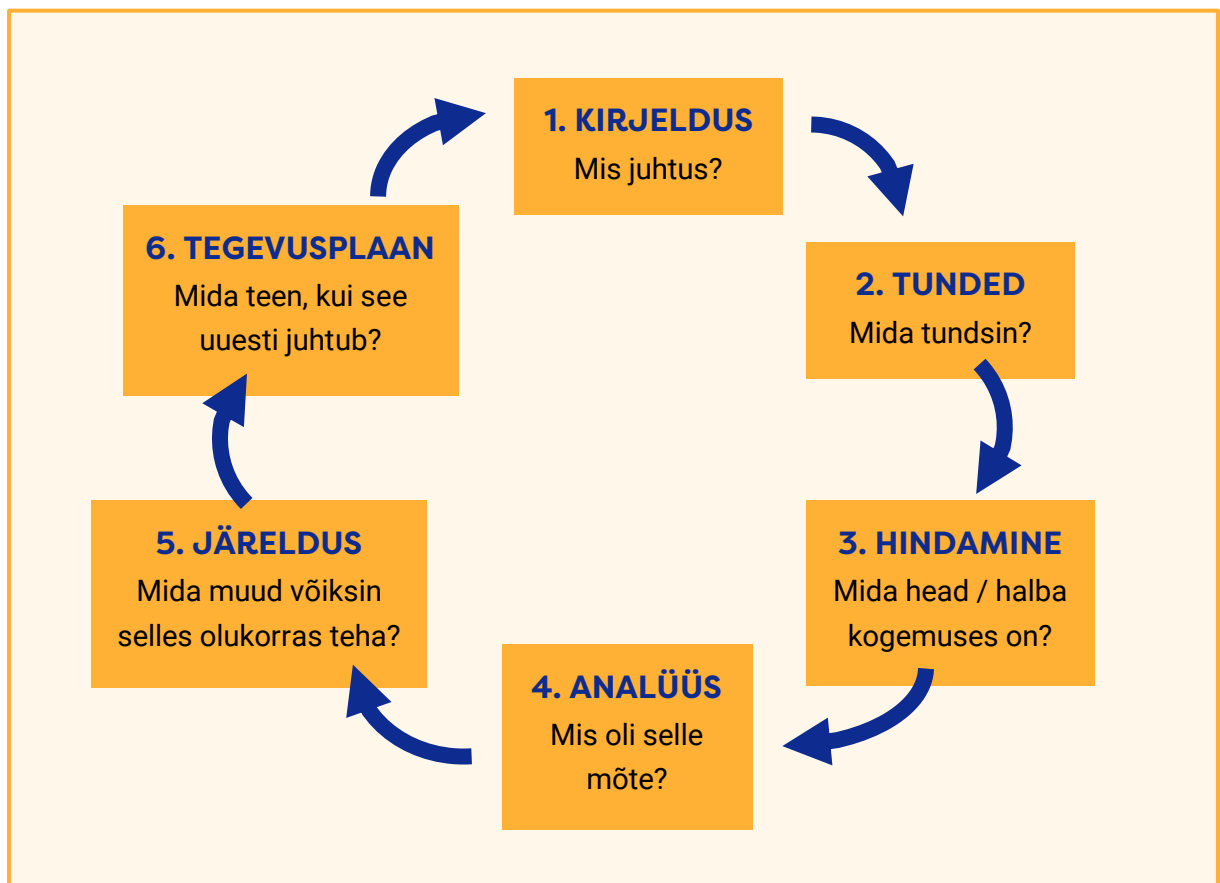 1. KIRJELDUS
Mis juhtus?
2. TUNDED
Mida tundsin?
3. HINDAMINE
Mida head / halba
kogemuses on?
4. ANALÜÜS
Mis oli selle
mõte?
5. JÄRELDUS
Mida muud võiksin
selles olukorras teha?
6. TEGEVUSPLAAN
Mida teen, kui see
uuesti juhtub?